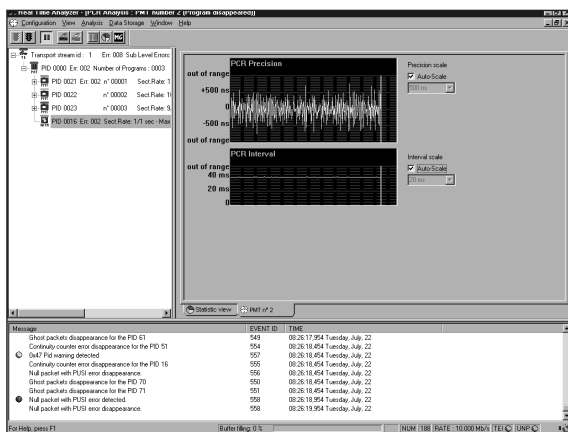 Real Time Analyzer - [PCR Analysis : PMT number 2 [Program disappeared]]
Configuration View Analysis Data Storage Window Help
Transport stream id : 1 Err: 008 Sub Level Errors:
PID 0000 Err: 002 Number of Programs : 0003
PID 0021 Err: 002 n° 00001 Sect.Rate: 1
PID 0022 n° 00002 Sect.Rate: 1
PID 0023 n° 00003 Sect.Rate: 9.
PID 0016 Err: 002 Sect.Rate: 1/1 sec - Max
PCR Precision
out of range
+500 ns
0
-500 ns
out of range
Precision scale
Auto-Scale
500 ns
PCR Interval
out of range
40 ms
20 ms
0
Interval scale
Auto-Scale
20 ms
Statistic view
PMT n° 2
Message EVENT ID TIME
Ghost packets disappearance for the PID 61 549 08:26:17,954 Tuesday, July, 22
Continuity counter error disappearance for the PID 51 554 08:26:18,454 Tuesday, July, 22
0x47 Pid warning detected 557 08:26:18,454 Tuesday, July, 22
Continuity counter error disappearance for the PID 16 555 08:26:18,454 Tuesday, July, 22
Null packet with PUSI error disappearance. 556 08:26:18,454 Tuesday, July, 22
Ghost packets disappearance for the PID 70 550 08:26:18,454 Tuesday, July, 22
Ghost packets disappearance for the PID 71 551 08:26:18,454 Tuesday, July, 22
Null packet with PUSI error detected. 558 08:26:18,954 Tuesday, July, 22
Null packet with PUSI error disappearance. 558 08:26:19,954 Tuesday, July, 22
For Help, press F1 Buffer filling: 0 % NUM 188 RATE : 10.000 Mb/s TEI UNP